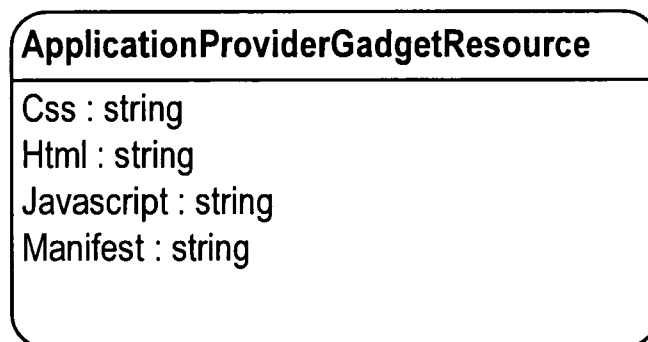 ApplicationProviderGadgetResource
Css : string
Html : string
Javascript : string
Manifest : string